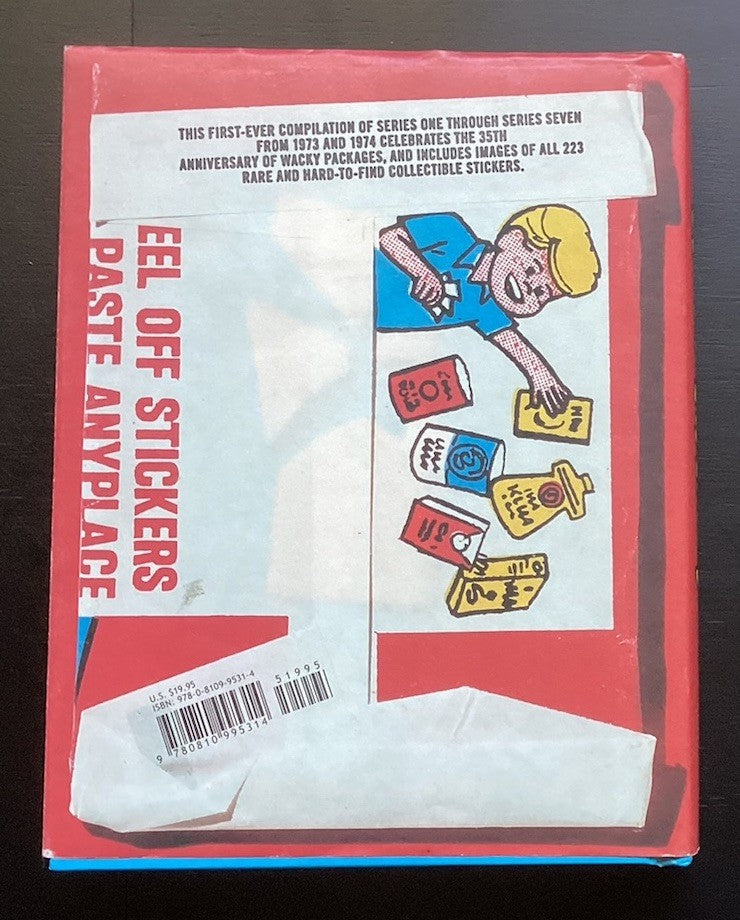 THIS FIRST-EVER COMPILATION OF SERIES ONE THROUGH SERIES SEVEN
FROM 1973 AND 1974 CELEBRATES THE 35TH
ANNIVERSARY OF WACKY PACKAGES, AND INCLUDES IMAGES OF ALL 223
RARE AND HARD-TO-FIND COLLECTIBLE STICKERS.
EEL OFF STICKERS
PASTE ANYPLACE
U.S. $19.95
ISBN: 978-0-8109-9531-4
51995
9 780810 995314